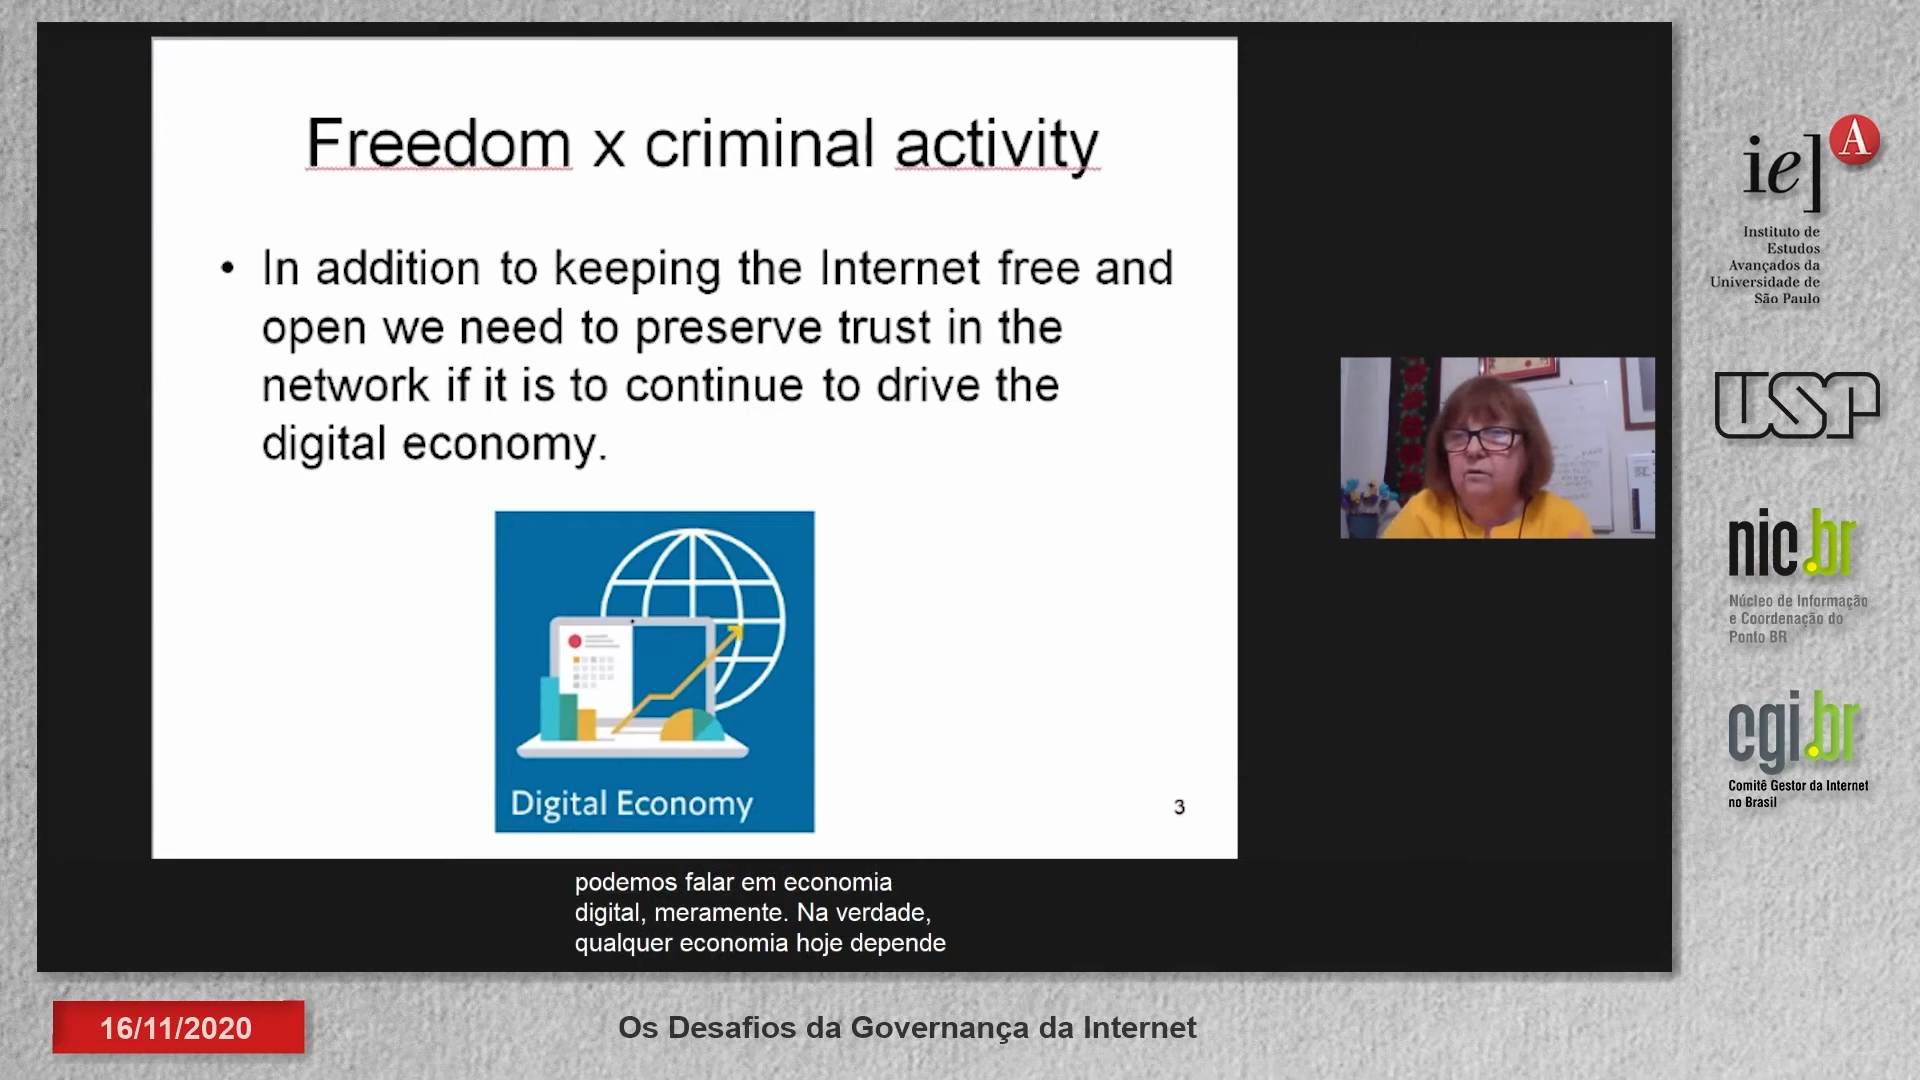 Freedom x criminal activity
• In addition to keeping the Internet free and
open we need to preserve trust in the
network if it is to continue to drive the
digital economy.
Digital Economy
3
podemos falar em economia
digital, meramente. Na verdade,
qualquer economia hoje depende
16/11/2020
Os Desafios da Governança da Internet
ie]A
Instituto de
Estudos
Avançados da
Universidade de
São Paulo
USP
nic.br
Núcleo de Informação
e Coordenação do
Ponto BR
cgi.br
Comitê Gestor da Internet
no Brasil